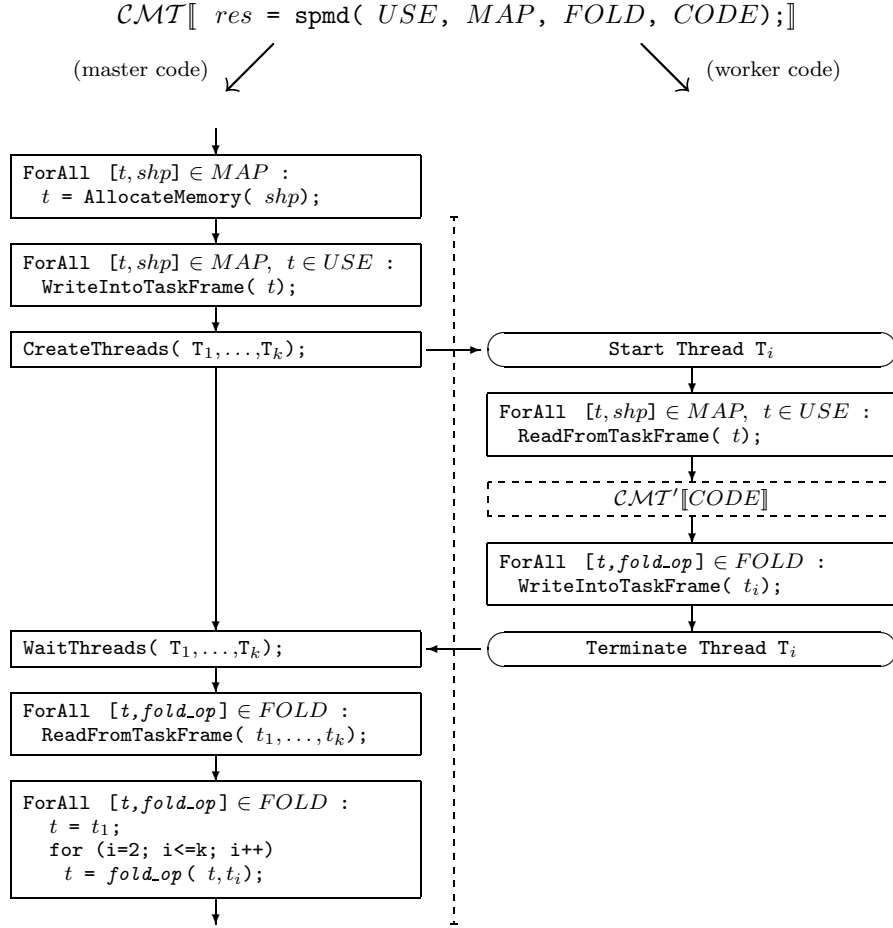 𝒞ℳ𝒯⟦ res = spmd( USE, MAP, FOLD, CODE);⟧
(master code)
(worker code)
ForAll [t, shp] ∈ MAP :
t = AllocateMemory( shp);
ForAll [t, shp] ∈ MAP, t ∈ USE :
WriteIntoTaskFrame( t);
CreateThreads( T₁,...,Tₖ);
Start Thread Tᵢ
ForAll [t, shp] ∈ MAP, t ∈ USE :
ReadFromTaskFrame( t);
𝒞ℳ𝒯′⟦CODE⟧
ForAll [t,fold_op] ∈ FOLD :
WriteIntoTaskFrame( tᵢ);
WaitThreads( T₁,...,Tₖ);
Terminate Thread Tᵢ
ForAll [t,fold_op] ∈ FOLD :
ReadFromTaskFrame( t₁,...,tₖ);
ForAll [t,fold_op] ∈ FOLD :
t = t₁;
for (i=2; i<=k; i++)
t = fold_op( t,tᵢ);